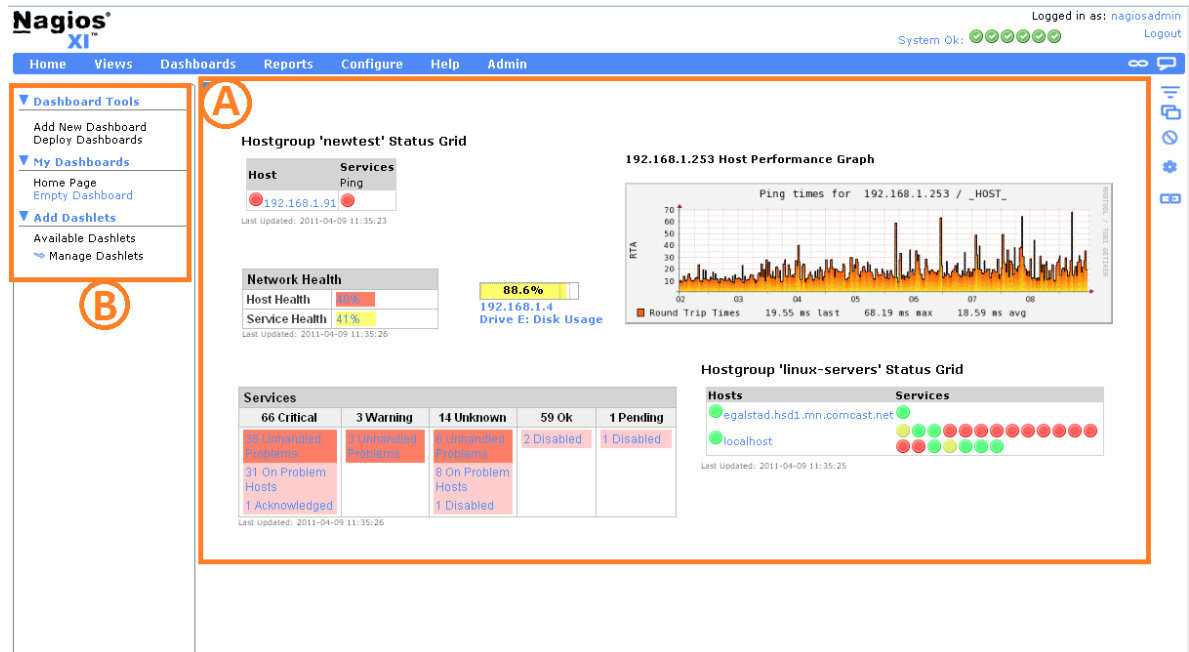 Nagios®
XI™
Logged in as: nagiosadmin
System Ok:
Logout
Home Views Dashboards Reports Configure Help Admin
Dashboard Tools
Add New Dashboard
Deploy Dashboards
My Dashboards
Home Page
Empty Dashboard
Add Dashlets
Available Dashlets
Manage Dashlets
B
A
Hostgroup 'newtest' Status Grid
Host Services
Ping
192.168.1.91
Last Updated: 2011-04-09 11:35:23
192.168.1.253 Host Performance Graph
Ping times for 192.168.1.253 / _HOST_
RRDTOOL / TOBI OETIKER
RTA
70
60
50
40
30
20
10
02 03 04 05 06 07 08
Round Trip Times 19.55 ms last 68.19 ms max 18.59 ms avg
Network Health
Host Health 40%
Service Health 41%
Last Updated: 2011-04-09 11:35:26
88.6%
192.168.1.4
Drive E: Disk Usage
Services
66 Critical 3 Warning 14 Unknown 59 Ok 1 Pending
35 Unhandled Problems 3 Unhandled Problems 6 Unhandled Problems 2 Disabled 1 Disabled
31 On Problem Hosts 8 On Problem Hosts
1 Acknowledged 1 Disabled
Last Updated: 2011-04-09 11:35:26
Hostgroup 'linux-servers' Status Grid
Hosts Services
egalstad.hsd1.mn.comcast.net
localhost
Last Updated: 2011-04-09 11:35:25